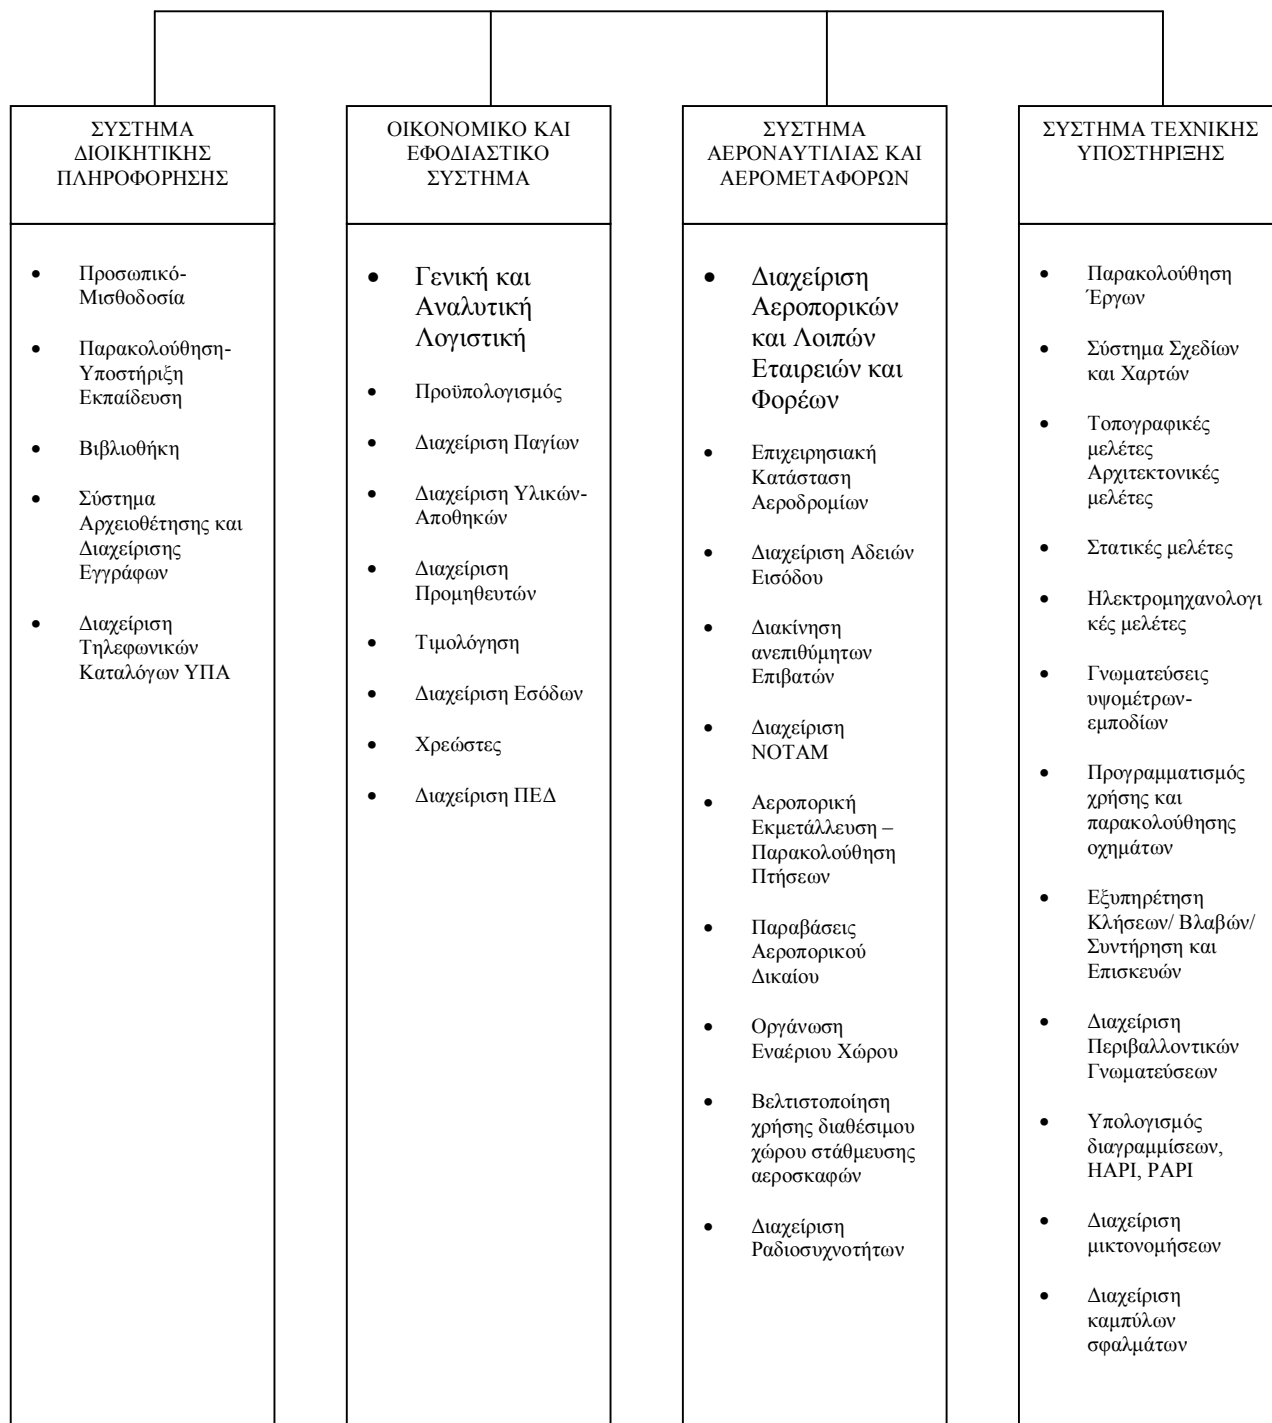 ΣΥΣΤΗΜΑ
ΔΙΟΙΚΗΤΙΚΗΣ
ΠΛΗΡΟΦΟΡΗΣΗΣ
• Προσωπικό-
Μισθοδοσία
• Παρακολούθηση-
Υποστήριξη
Εκπαίδευση
• Βιβλιοθήκη
• Σύστημα
Αρχειοθέτησης και
Διαχείρισης
Εγγράφων
• Διαχείριση
Τηλεφωνικών
Καταλόγων ΥΠΑ
ΟΙΚΟΝΟΜΙΚΟ ΚΑΙ
ΕΦΟΔΙΑΣΤΙΚΟ
ΣΥΣΤΗΜΑ
• Γενική και
Αναλυτική
Λογιστική
• Προϋπολογισμός
• Διαχείριση Παγίων
• Διαχείριση Υλικών-
Αποθηκών
• Διαχείριση
Προμηθευτών
• Τιμολόγηση
• Διαχείριση Εσόδων
• Χρεώστες
• Διαχείριση ΠΕΔ
ΣΥΣΤΗΜΑ
ΑΕΡΟΝΑΥΤΙΛΙΑΣ ΚΑΙ
ΑΕΡΟΜΕΤΑΦΟΡΩΝ
• Διαχείριση
Αεροπορικών
και Λοιπών
Εταιρειών και
Φορέων
• Επιχειρησιακή
Κατάσταση
Αεροδρομίων
• Διαχείριση Αδειών
Εισόδου
• Διακίνηση
ανεπιθύμητων
Επιβατών
• Διαχείριση
NOTAM
• Αεροπορική
Εκμετάλλευση –
Παρακολούθηση
Πτήσεων
• Παραβάσεις
Αεροπορικού
Δικαίου
• Οργάνωση
Εναέριου Χώρου
• Βελτιστοποίηση
χρήσης διαθέσιμου
χώρου στάθμευσης
αεροσκαφών
• Διαχείριση
Ραδιοσυχνοτήτων
ΣΥΣΤΗΜΑ ΤΕΧΝΙΚΗΣ
ΥΠΟΣΤΗΡΙΞΗΣ
• Παρακολούθηση
Έργων
• Σύστημα Σχεδίων
και Χαρτών
• Τοπογραφικές
μελέτες
Αρχιτεκτονικές
μελέτες
• Στατικές μελέτες
• Ηλεκτρομηχανολογι
κές μελέτες
• Γνωματεύσεις
υψομέτρων-
εμποδίων
• Προγραμματισμός
χρήσης και
παρακολούθησης
οχημάτων
• Εξυπηρέτηση
Κλήσεων/ Βλαβών/
Συντήρηση και
Επισκευών
• Διαχείριση
Περιβαλλοντικών
Γνωματεύσεων
• Υπολογισμός
διαγραμμίσεων,
HAPI, PAPI
• Διαχείριση
μικτονομήσεων
• Διαχείριση
καμπύλων
σφαλμάτων